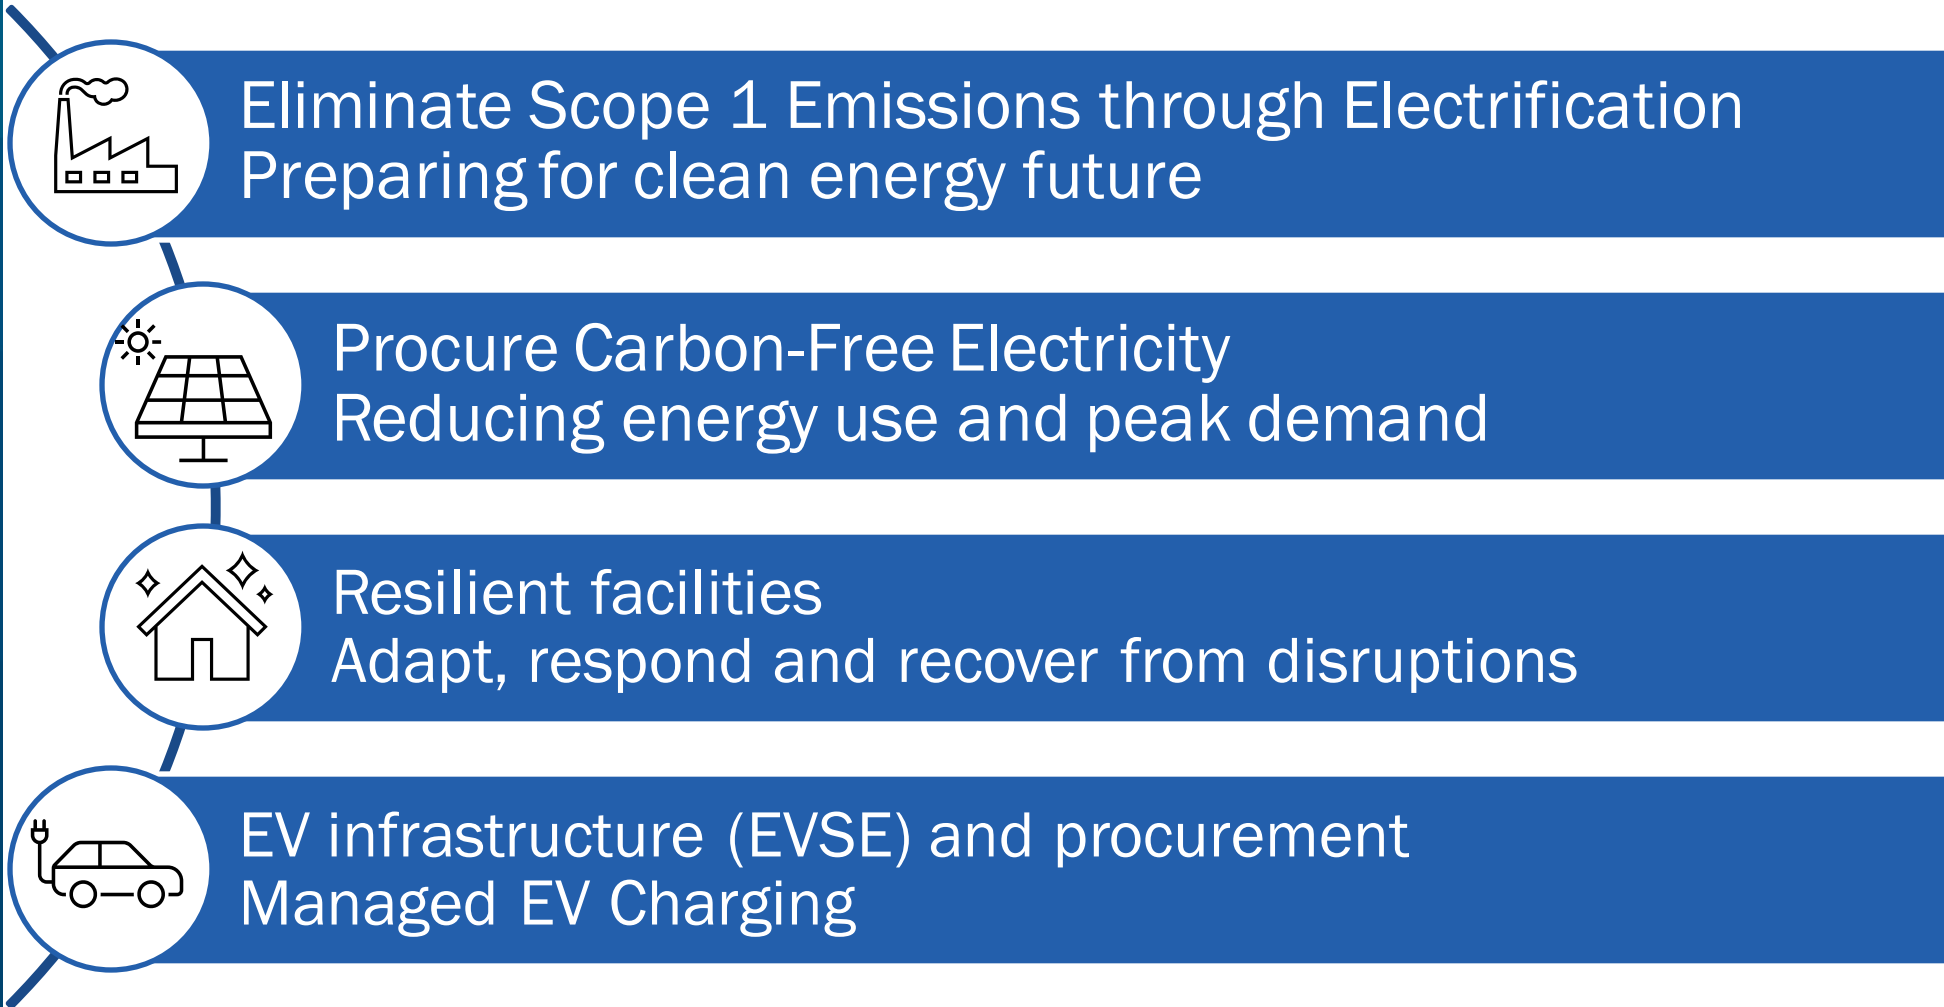 Eliminate Scope 1 Emissions through Electrification
Preparing for clean energy future
Procure Carbon-Free Electricity
Reducing energy use and peak demand
Resilient facilities
Adapt, respond and recover from disruptions
EV infrastructure (EVSE) and procurement
Managed EV Charging